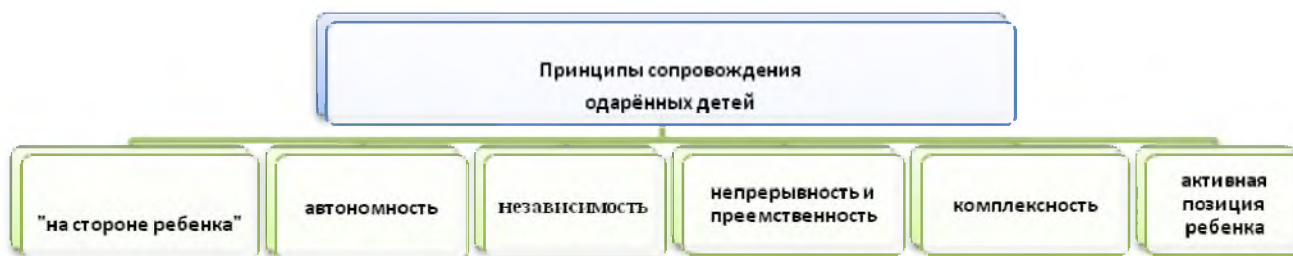 Принципы сопровождения
одарённых детей
"на стороне ребенка"
автономность
независимость
непрерывность и
преемственность
комплексность
активная
позиция
ребенка